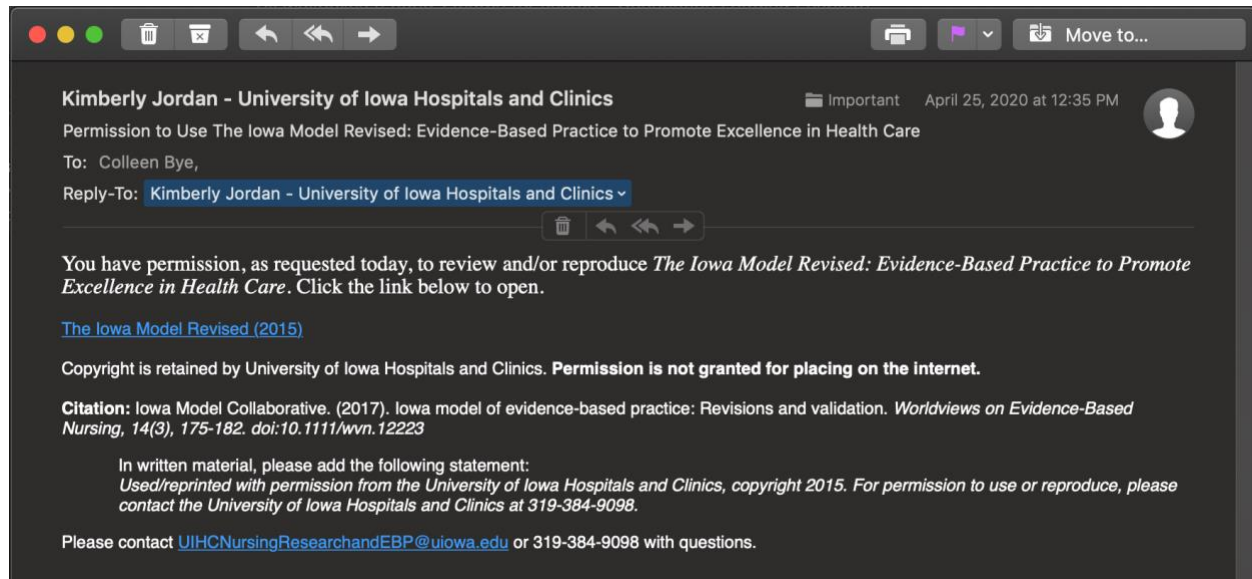 Move to...
Kimberly Jordan - University of Iowa Hospitals and Clinics
Important April 25, 2020 at 12:35 PM
Permission to Use The Iowa Model Revised: Evidence-Based Practice to Promote Excellence in Health Care
To: Colleen Bye,
Reply-To: Kimberly Jordan - University of Iowa Hospitals and Clinics
You have permission, as requested today, to review and/or reproduce The Iowa Model Revised: Evidence-Based Practice to Promote
Excellence in Health Care. Click the link below to open.
The Iowa Model Revised (2015)
Copyright is retained by University of Iowa Hospitals and Clinics. Permission is not granted for placing on the internet.
Citation: Iowa Model Collaborative. (2017). Iowa model of evidence-based practice: Revisions and validation. Worldviews on Evidence-Based
Nursing, 14(3), 175-182. doi:10.1111/wvn.12223
In written material, please add the following statement:
Used/reprinted with permission from the University of Iowa Hospitals and Clinics, copyright 2015. For permission to use or reproduce, please
contact the University of Iowa Hospitals and Clinics at 319-384-9098.
Please contact UIHCNursingResearchandEBP@uiowa.edu or 319-384-9098 with questions.